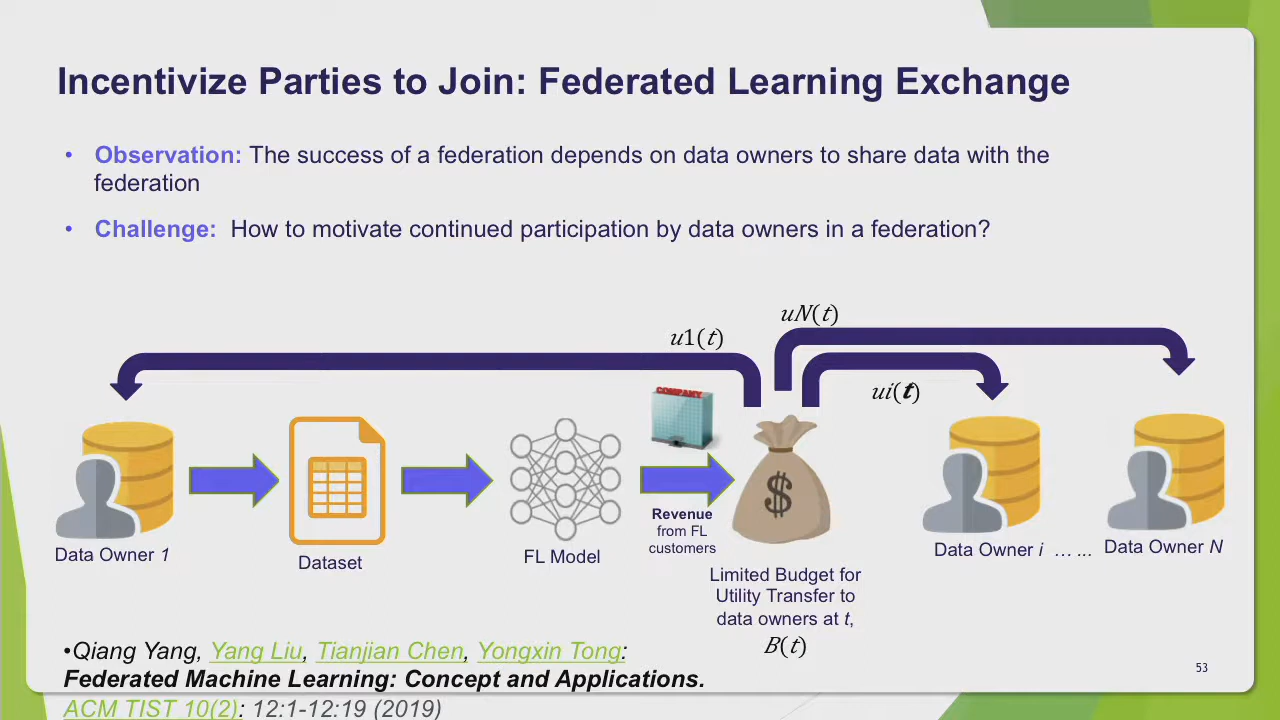 Incentivize Parties to Join: Federated Learning Exchange
• Observation: The success of a federation depends on data owners to share data with the
federation
• Challenge: How to motivate continued participation by data owners in a federation?
uN(t)
u1(t)
ui(t)
COMPANY
$
Revenue
from FL
customers
Data Owner 1
Dataset
FL Model
Data Owner i … ...
Data Owner N
Limited Budget for
Utility Transfer to
data owners at t,
B(t)
•Qiang Yang, Yang Liu, Tianjian Chen, Yongxin Tong:
Federated Machine Learning: Concept and Applications.
ACM TIST 10(2): 12:1-12:19 (2019)
53